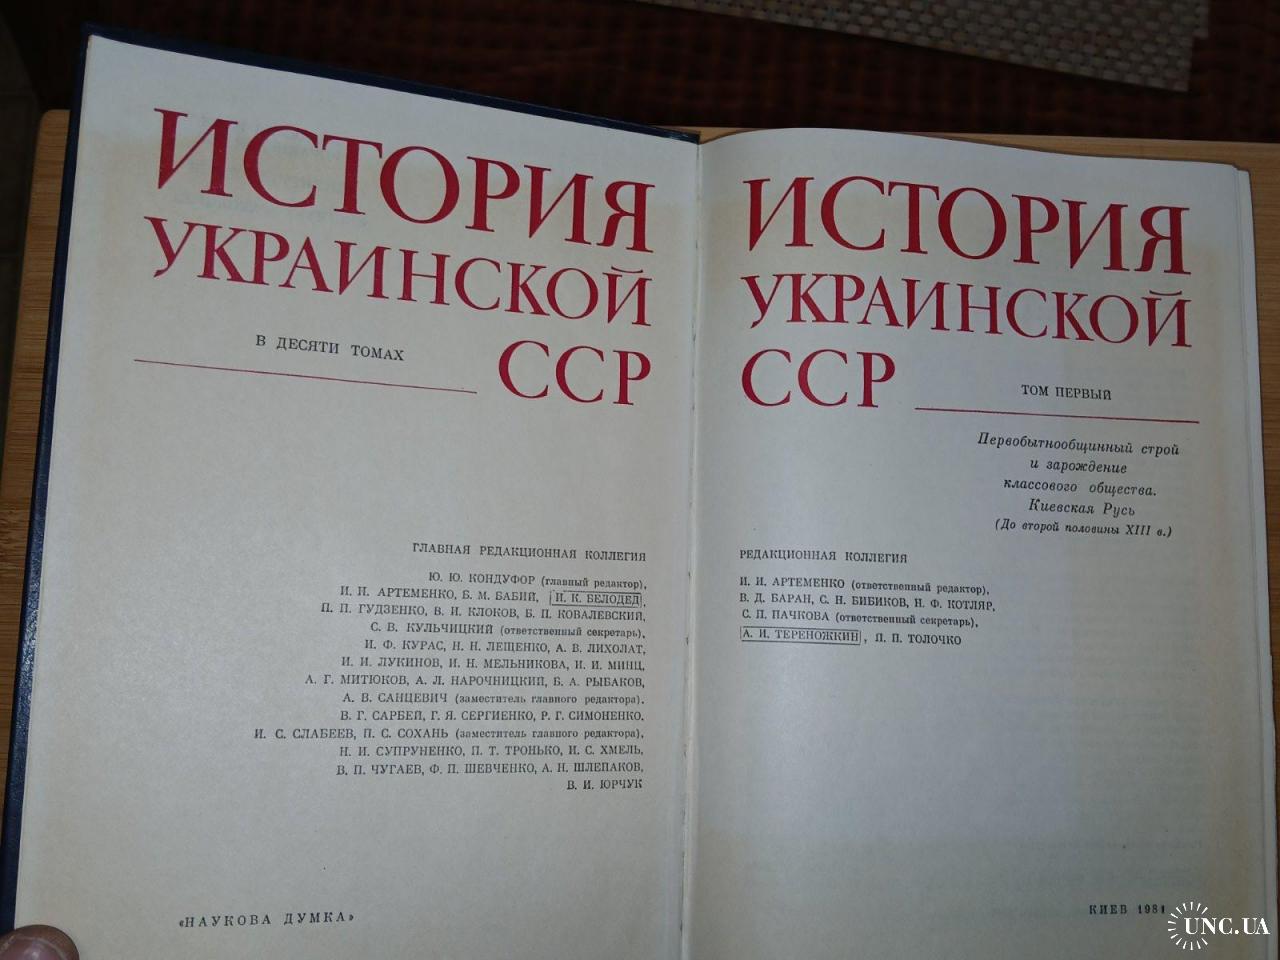 ИСТОРИЯ
УКРАИНСКОЙ
ССР
В ДЕСЯТИ ТОМАХ
ГЛАВНАЯ РЕДАКЦИОННАЯ КОЛЛЕГИЯ
Ю. Ю. КОНДУФОР (главный редактор),
И. И. АРТЕМЕНКО, Б. М. БАБИЙ, И. К. БЕЛОДЕД,
П. П. ГУДЗЕНКО, В. И. КЛОКОВ, Б. П. КОВАЛЕВСКИЙ,
С. В. КУЛЬЧИЦКИЙ (ответственный секретарь),
И. Ф. КУРАС, Н. Н. ЛЕЩЕНКО, А. В. ЛИХОЛАТ,
И. И. ЛУКИНОВ, И. Н. МЕЛЬНИКОВА, И. И. МИНЦ,
А. Г. МИТЮКОВ, А. Л. НАРОЧНИЦКИЙ, Б. А. РЫБАКОВ,
А. В. САНЦЕВИЧ (заместитель главного редактора),
В. Г. САРБЕЙ, Г. Я. СЕРГИЕНКО, Р. Г. СИМОНЕНКО,
И. С. СЛАБЕЕВ, П. С. СОХАНЬ (заместитель главного редактора),
Н. И. СУПРУНЕНКО, П. Т. ТРОНЬКО, И. С. ХМЕЛЬ,
В. П. ЧУГАЕВ, Ф. П. ШЕВЧЕНКО, А. Н. ШЛЕПАКОВ,
В. И. ЮРЧУК
«НАУКОВА ДУМКА»
ИСТОРИЯ
УКРАИНСКОЙ
ССР
ТОМ ПЕРВЫЙ
Первобытнообщинный строй
и зарождение
классового общества.
Киевская Русь
(До второй половины XIII в.)
РЕДАКЦИОННАЯ КОЛЛЕГИЯ
И. И. АРТЕМЕНКО (ответственный редактор),
В. Д. БАРАН, С. Н. БИБИКОВ, Н. Ф. КОТЛЯР,
С. П. ПАЧКОВА (ответственный секретарь),
А. И. ТЕРЕНОЖКИН, П. П. ТОЛОЧКО
КИЕВ 1981
UNC.UA